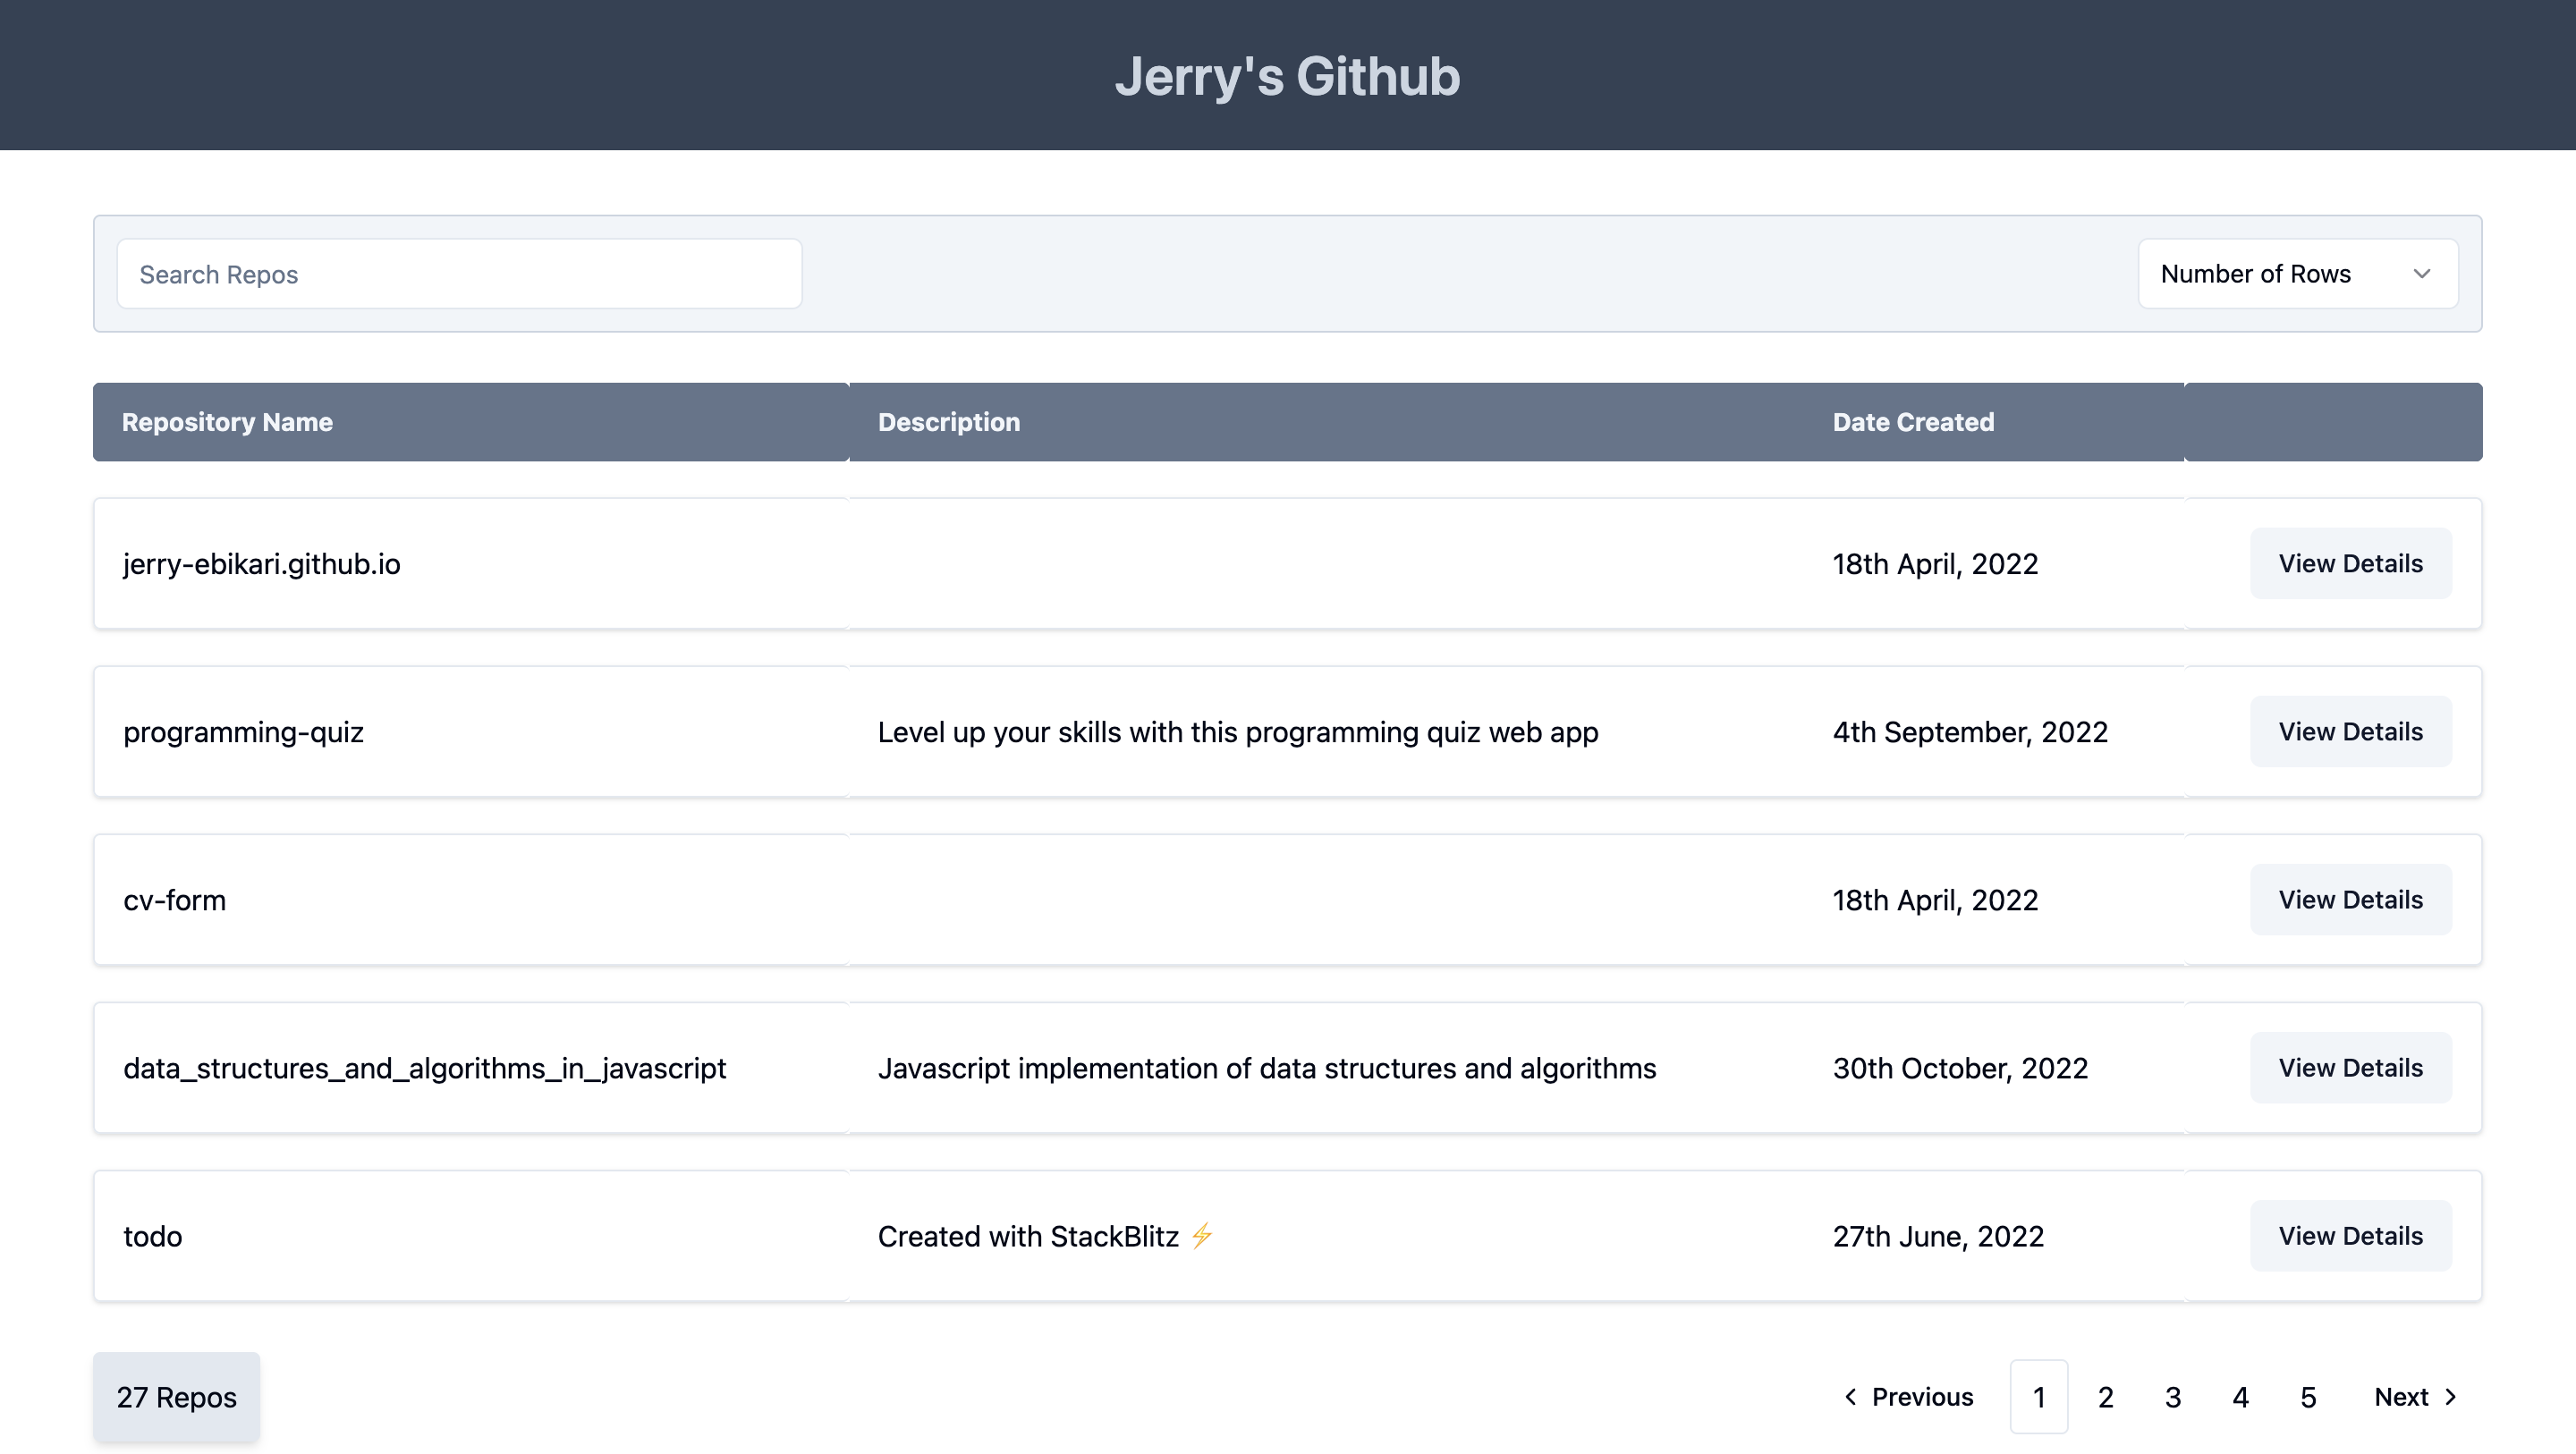 Jerry's Github
Search Repos
Number of Rows
Repository Name Description Date Created
jerry-ebikari.github.io 18th April, 2022 View Details
programming-quiz Level up your skills with this programming quiz web app 4th September, 2022 View Details
cv-form 18th April, 2022 View Details
data_structures_and_algorithms_in_javascript Javascript implementation of data structures and algorithms 30th October, 2022 View Details
todo Created with StackBlitz ⚡ 27th June, 2022 View Details
27 Repos
Previous 1 2 3 4 5 Next